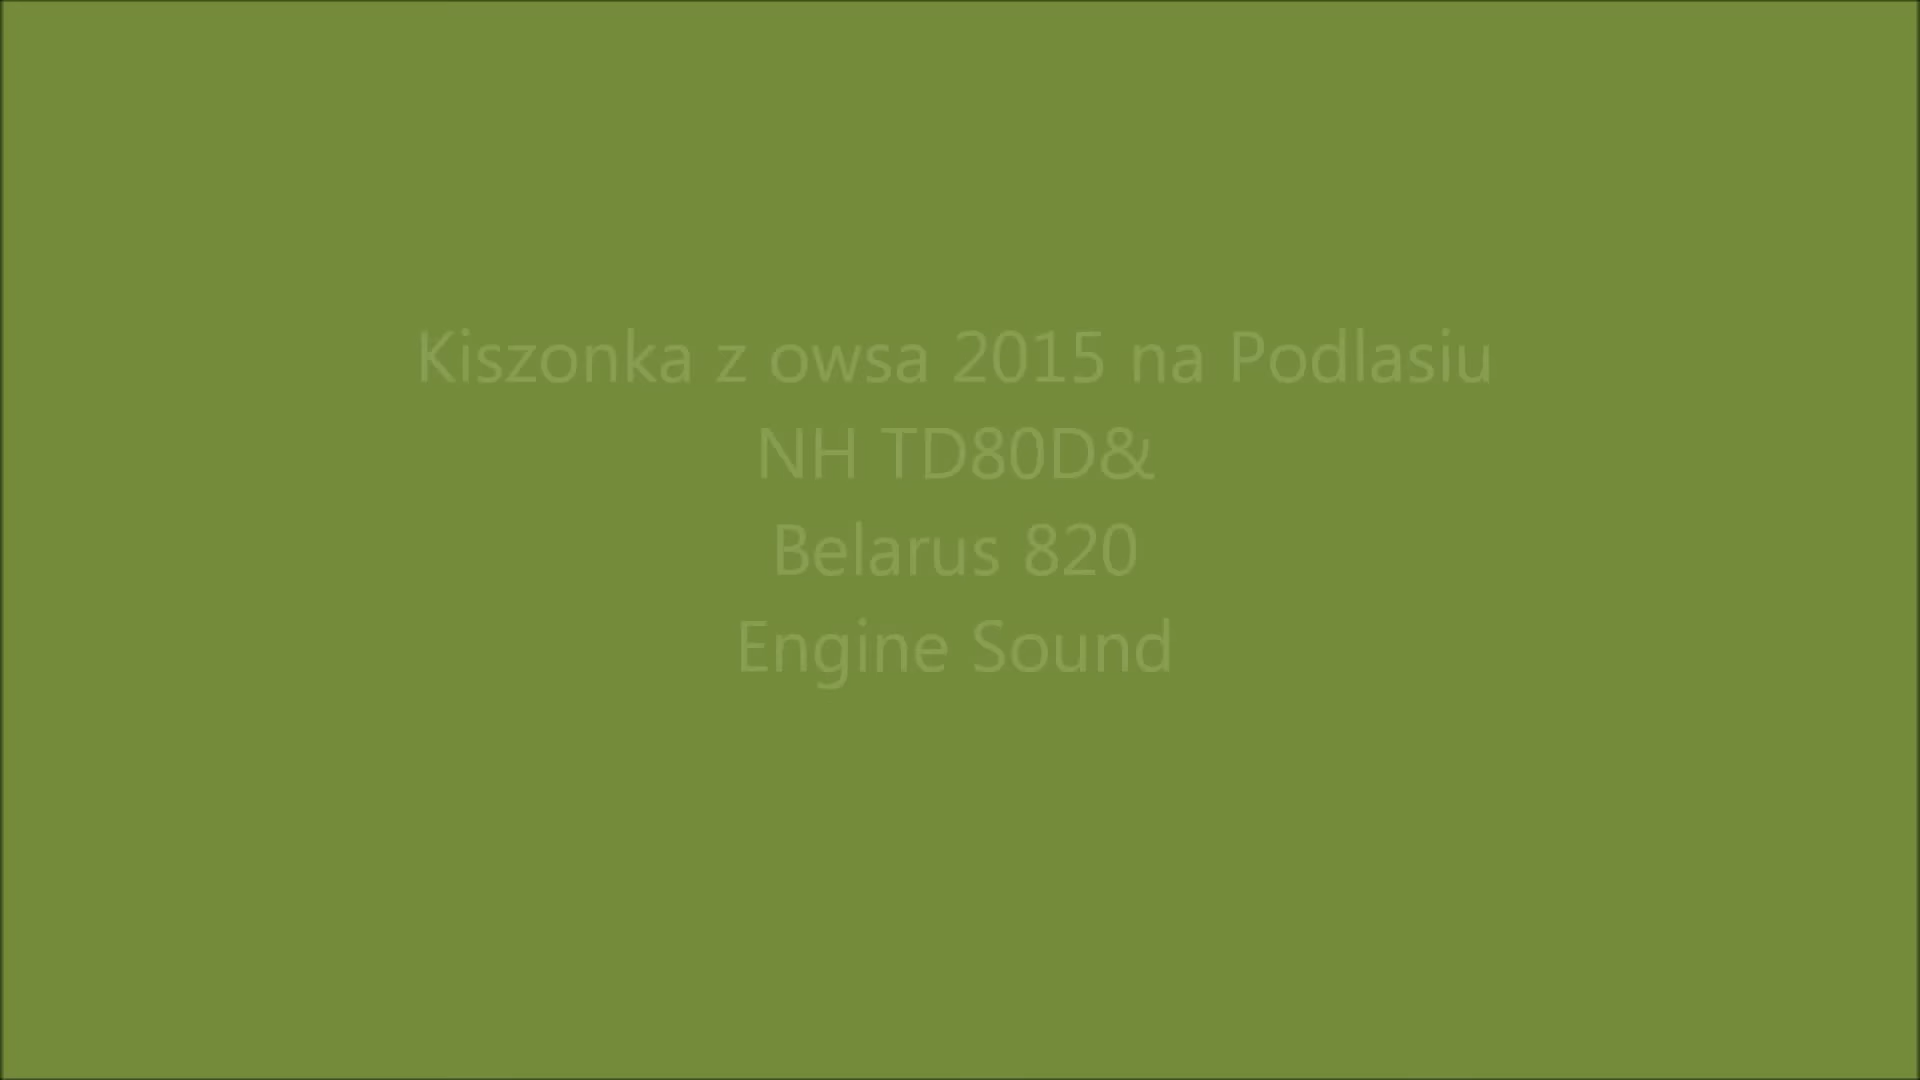 Kiszonka z owsa 2015 na Podlasiu
NH TD80D&
Belarus 820
Engine Sound